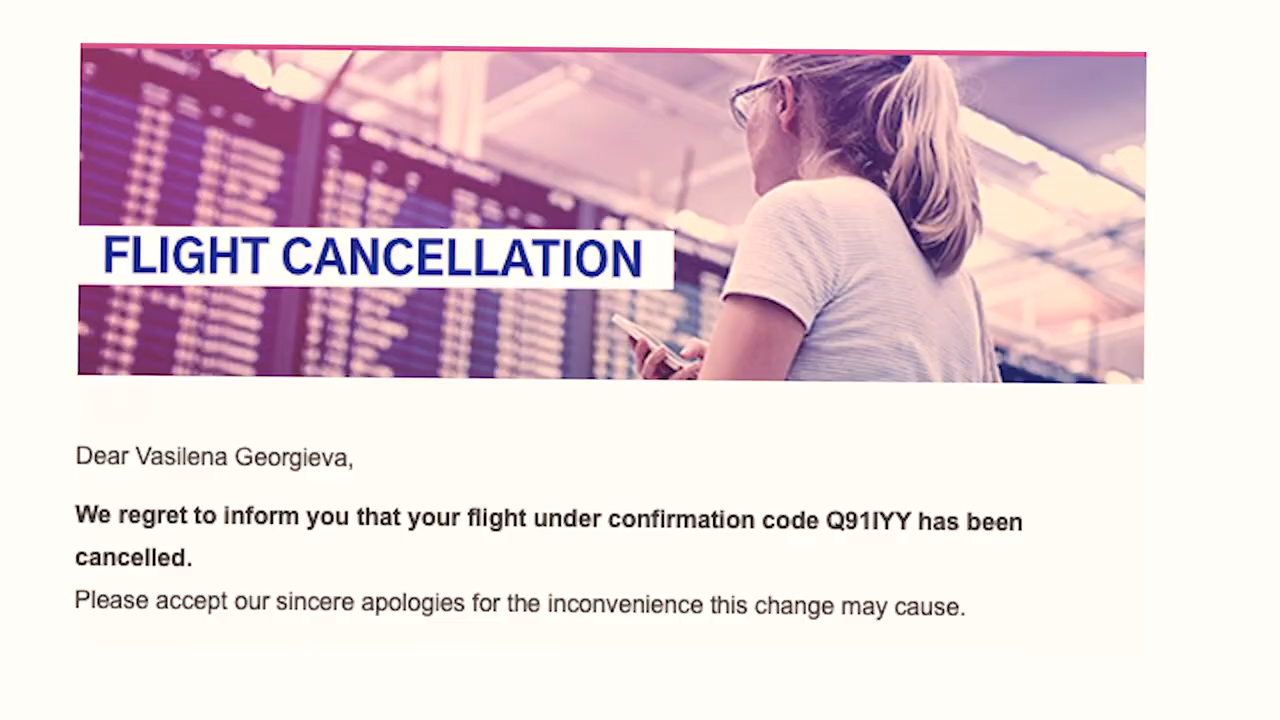 FLIGHT CANCELLATION
Dear Vasilena Georgieva,
We regret to inform you that your flight under confirmation code Q91IYY has been
cancelled.
Please accept our sincere apologies for the inconvenience this change may cause.